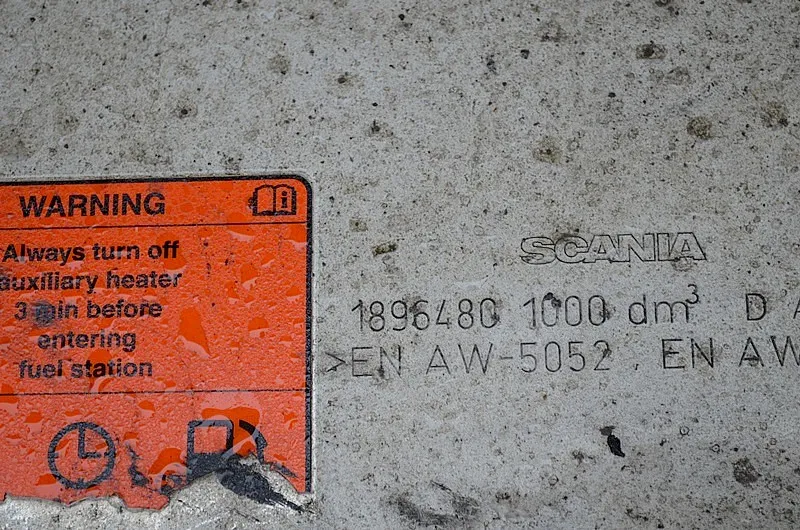 WARNING
Always turn off
auxiliary heater
3 min before
entering
fuel station
SCANIA
1896480 1000 dm³ D A
>EN AW-5052 , EN AW